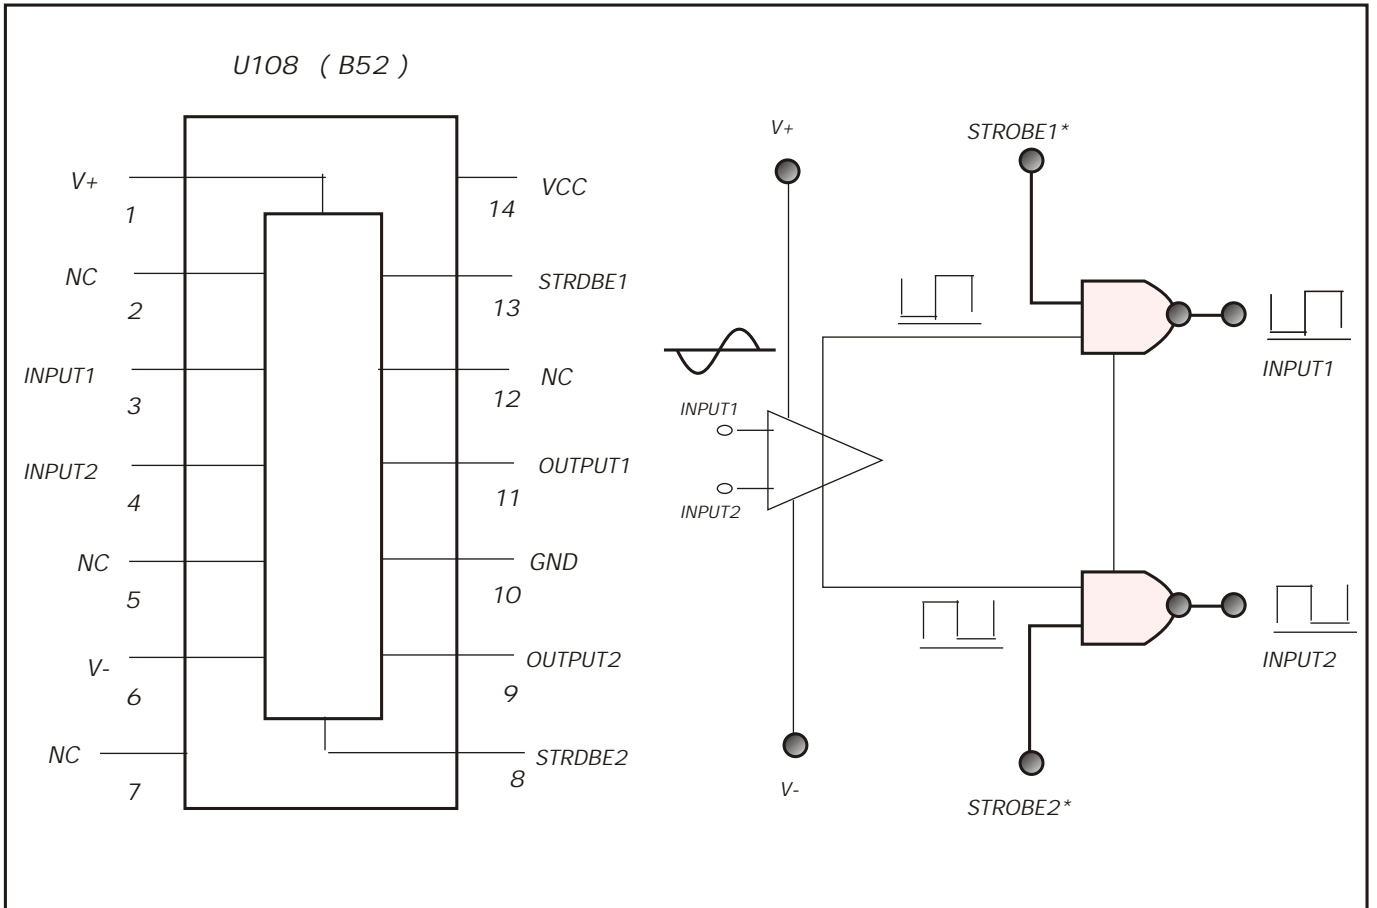 U108 ( B52 )
V+
1
NC
2
INPUT1
3
INPUT2
4
NC
5
V-
6
NC
7
VCC
14
STRDBE1
13
NC
12
OUTPUT1
11
GND
10
OUTPUT2
9
STRDBE2
8
V+
STROBE1*
INPUT1
INPUT1
INPUT2
INPUT2
V-
STROBE2*